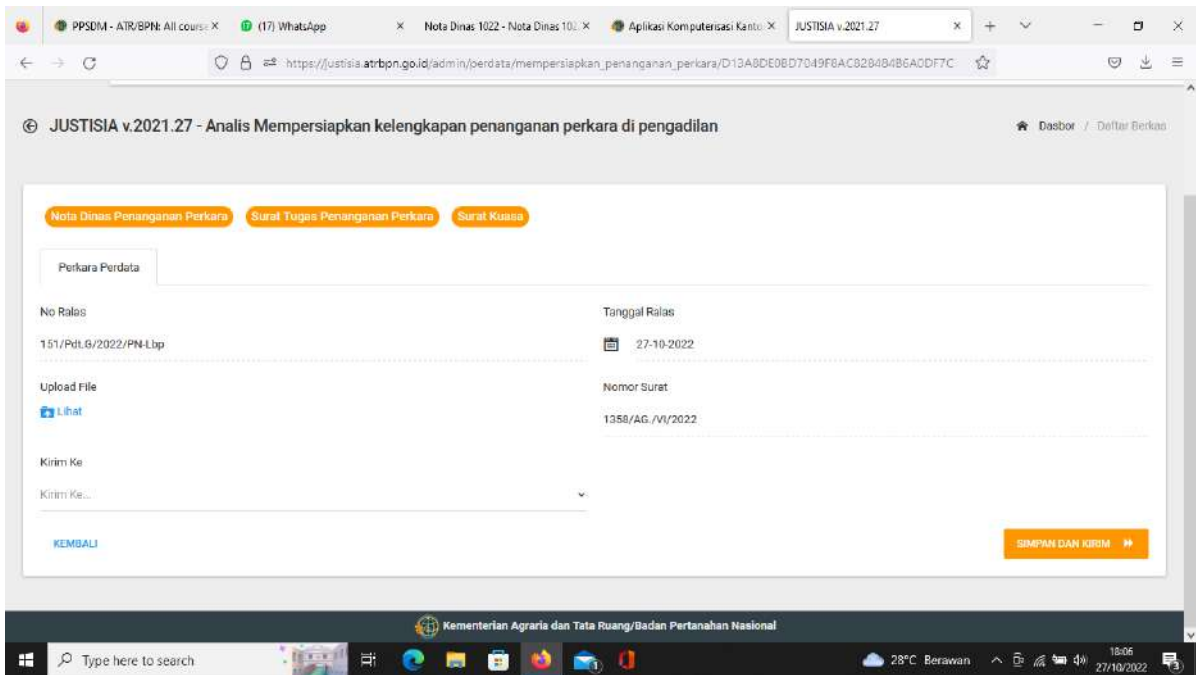 PPSDM - ATR/BPN: All course
(17) WhatsApp
Nota Dinas 1022 - Nota Dinas 102
Aplikasi Komputerisasi Kanto
JUSTISIA v.2021.27
https://justisia.atrbpn.go.id/admin/perdata/mempersiapkan_penanganan_perkara/D13A8DE0BD7049F8AC828484B6A0DF7C
JUSTISIA v.2021.27 - Analis Mempersiapkan kelengkapan penanganan perkara di pengadilan
Dasbor / Daftar Berkas
Nota Dinas Penanganan Perkara
Surat Tugas Penanganan Perkara
Surat Kuasa
Perkara Perdata
No Ralas
Tanggal Ralas
151/Pdt.G/2022/PN-Lbp
27-10-2022
Upload File
Nomor Surat
Lihat
1358/AG./VI/2022
Kirim Ke
Kirim Ke...
KEMBALI
SIMPAN DAN KIRIM
Kementerian Agraria dan Tata Ruang/Badan Pertanahan Nasional
Type here to search
28°C Berawan
18:06
27/10/2022